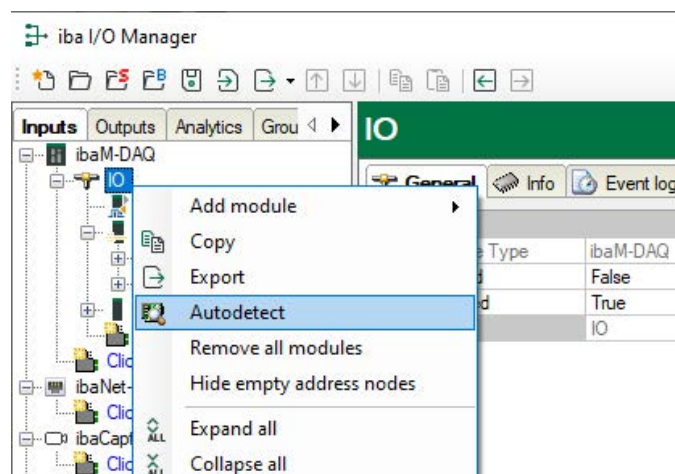 iba I/O Manager
Inputs Outputs Analytics Grou
IO
ibaM-DAQ
IO
General Info Event log
Add module
Copy
Type ibaM-DAQ
Export
False
Autodetect
True
Remove all modules
IO
Hide empty address nodes
Clic
ibaNet-
Clic
Expand all
ibaCapt
Clic
Collapse all